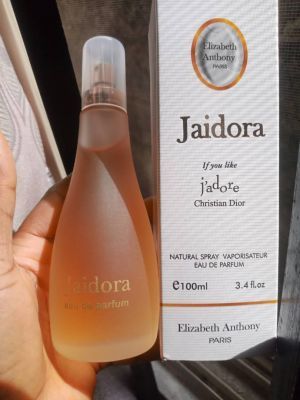 Elizabeth
Anthony
PARIS
Jaidora
If you like
j'adore
Christian Dior
NATURAL SPRAY VAPORISATEUR
EAU DE PARFUM
℮100ml 3.4 fl.oz
Elizabeth Anthony
PARIS
Jaidora
eau de parfum